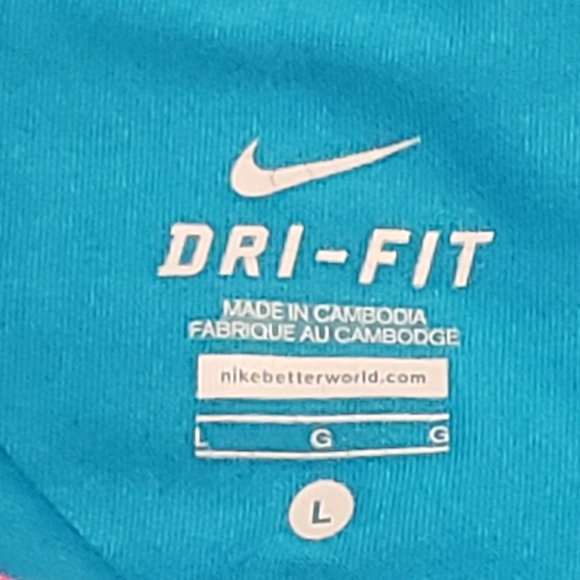 DRI-FIT
MADE IN CAMBODIA
FABRIQUE AU CAMBODGE
nikebetterworld.com
L G G
L